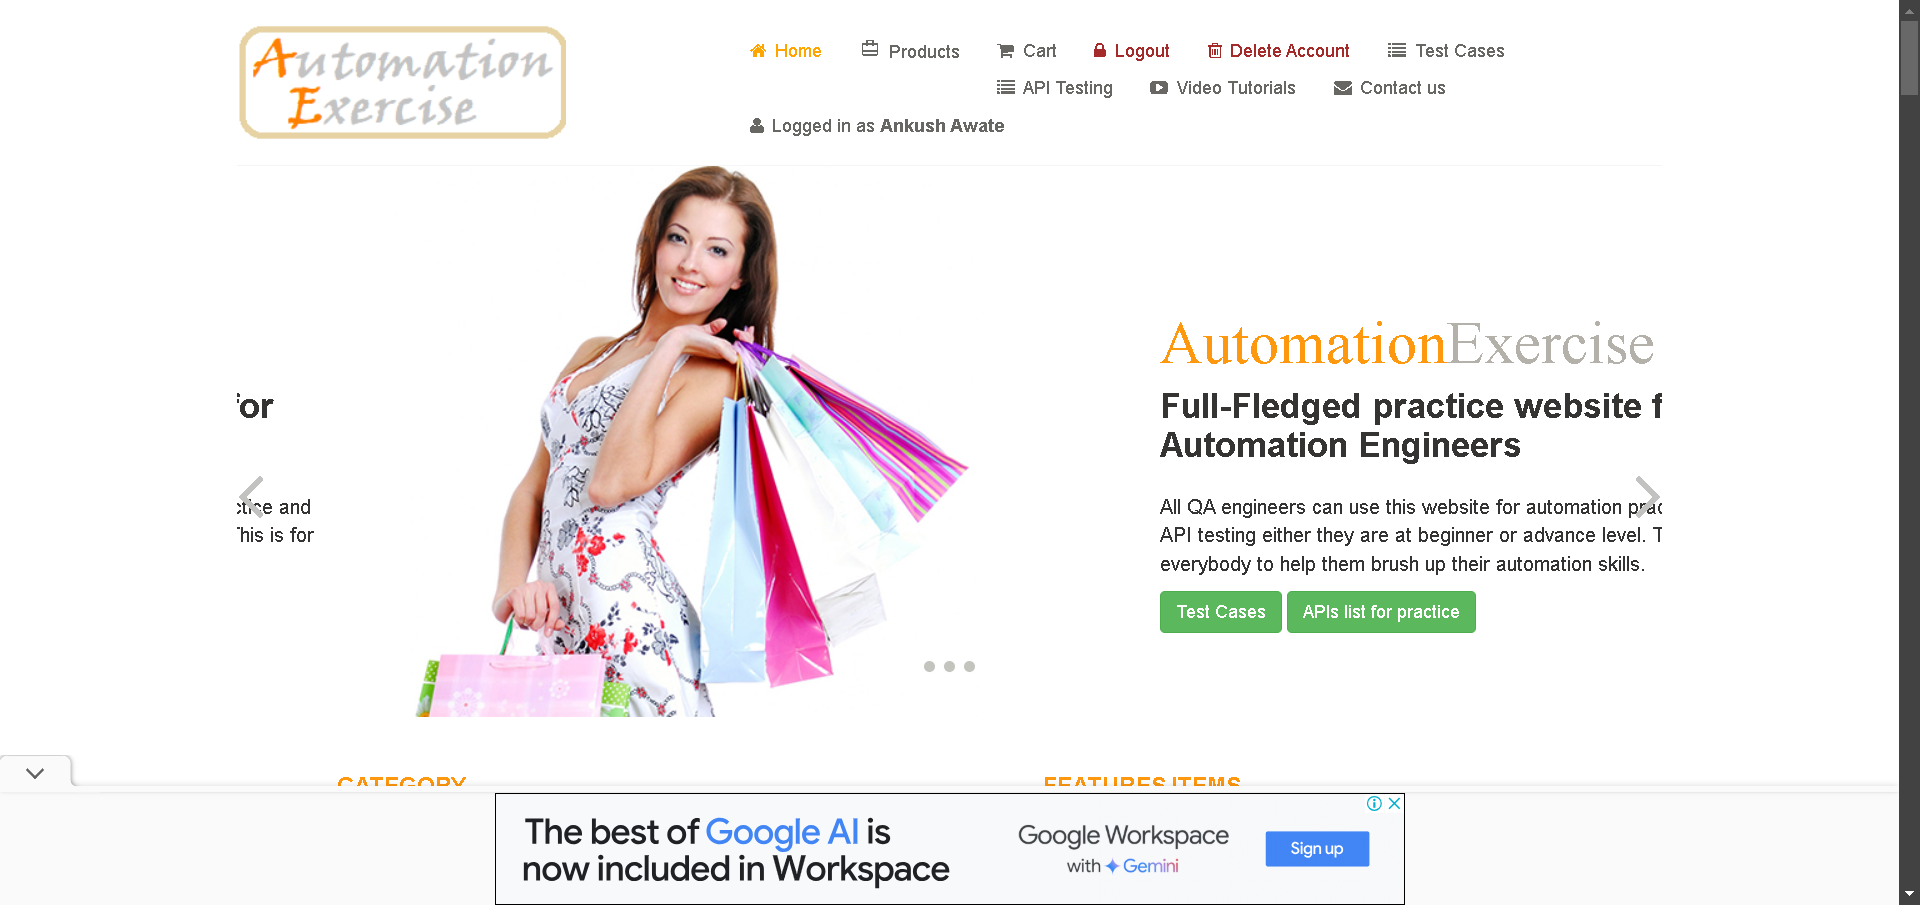 Automation
Exercise
Home
Products
Cart
Logout
Delete Account
Test Cases
API Testing
Video Tutorials
Contact us
Logged in as Ankush Awate
for
and
This is for
AutomationExercise
Full-Fledged practice website f
Automation Engineers
All QA engineers can use this website for automation prac
API testing either they are at beginner or advance level. T
everybody to help them brush up their automation skills.
Test Cases
APIs list for practice
CATEGORY
FEATURES ITEMS
The best of Google AI is
now included in Workspace
Google Workspace
with Gemini
Sign up